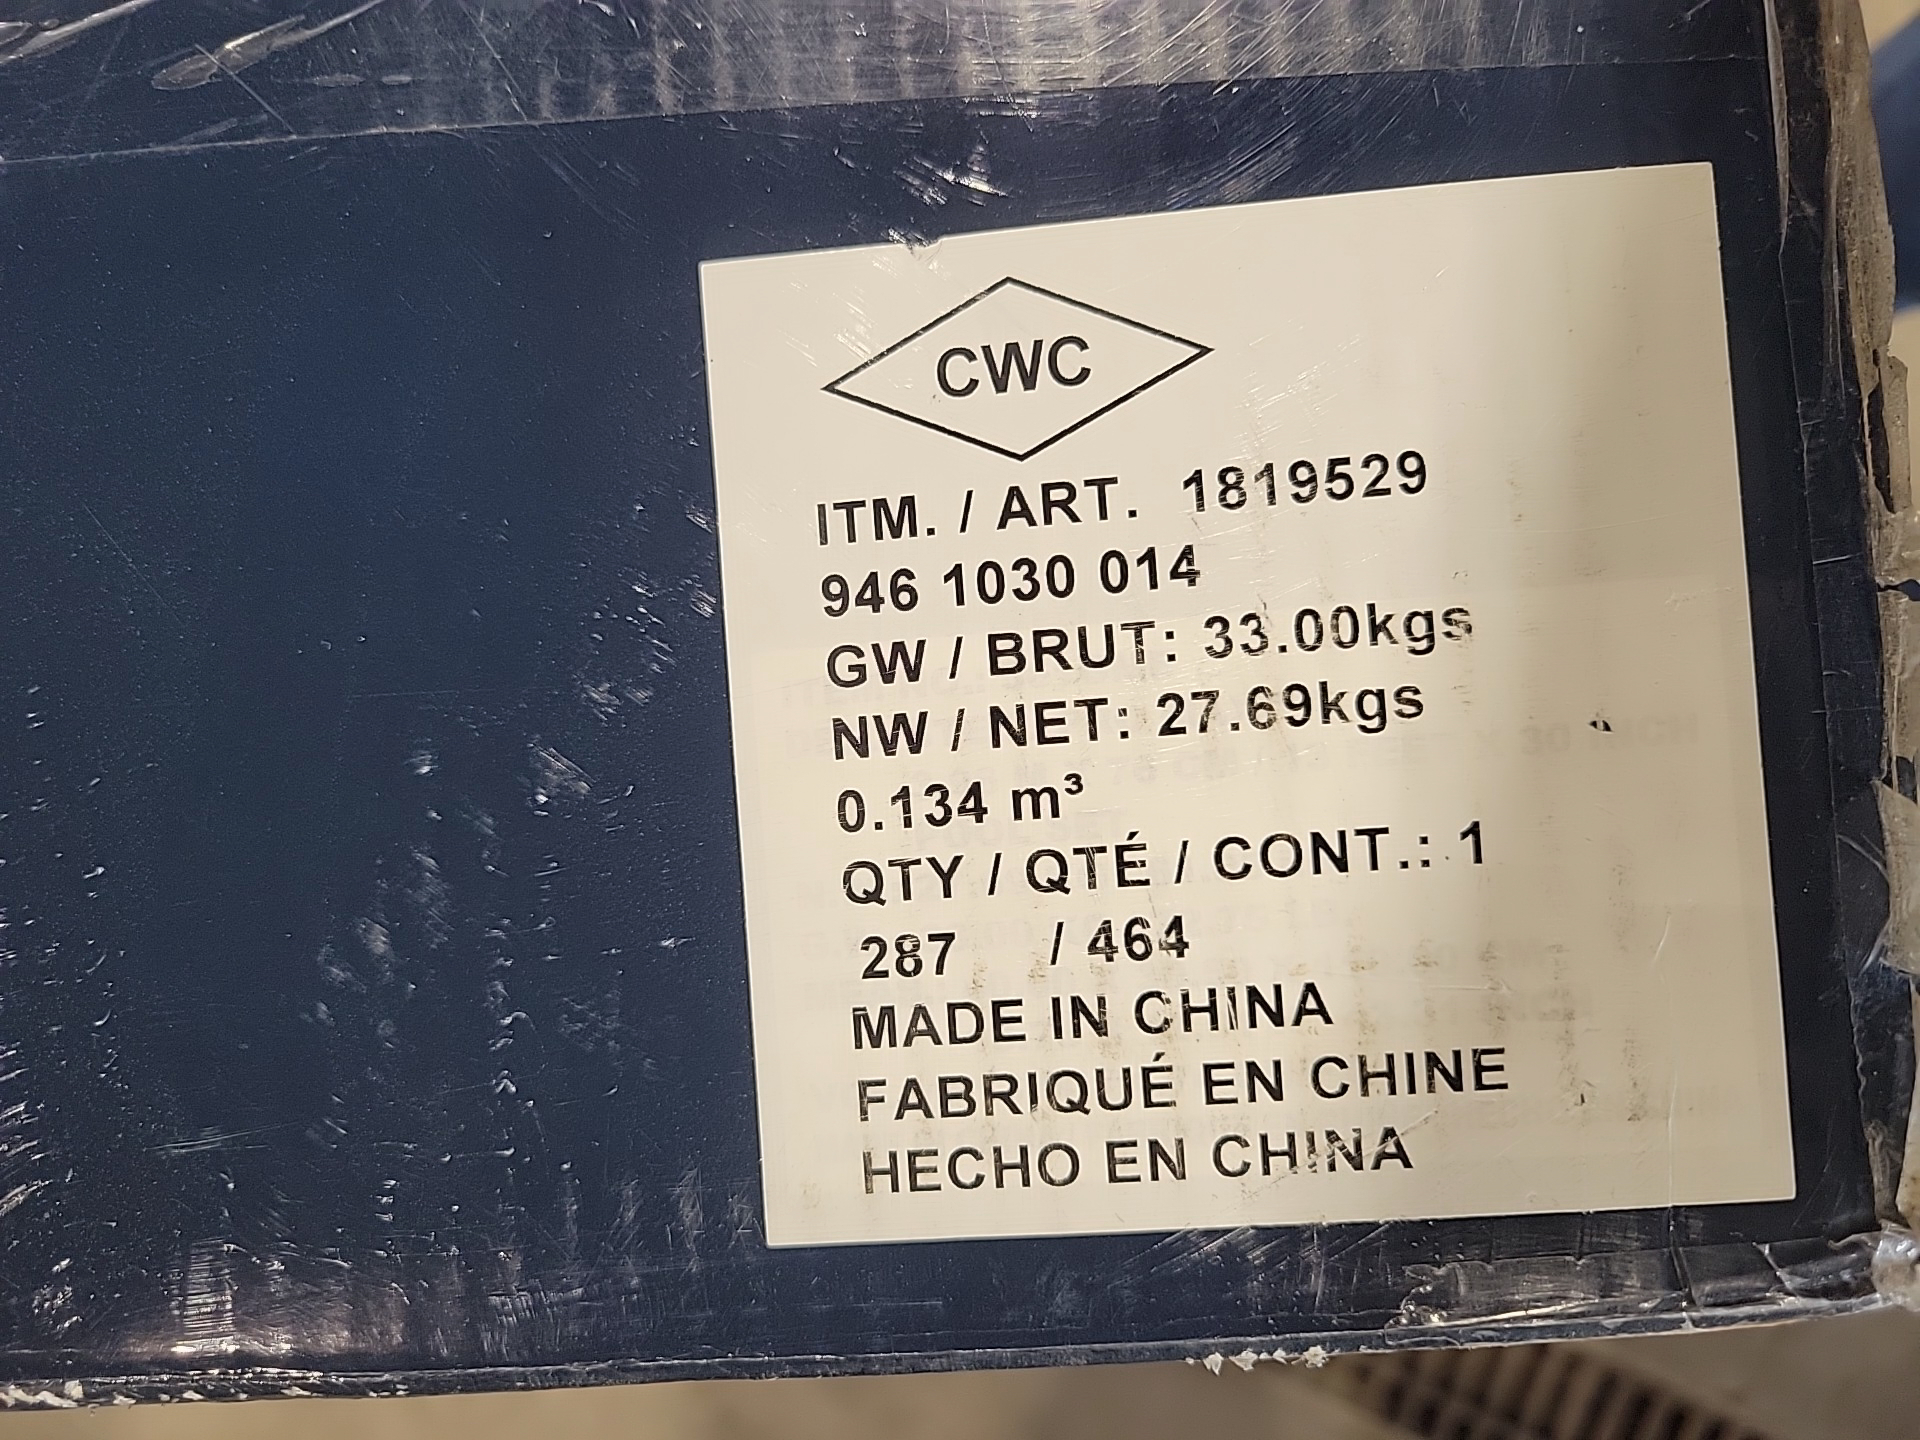 CWC
ITM. / ART. 1819529
946 1030 014
GW / BRUT: 33.00kgs
NW / NET: 27.69kgs
0.134 m³
QTY / QTÉ / CONT.: 1
287 / 464
MADE IN CHINA
FABRIQUÉ EN CHINE
HECHO EN CHINA